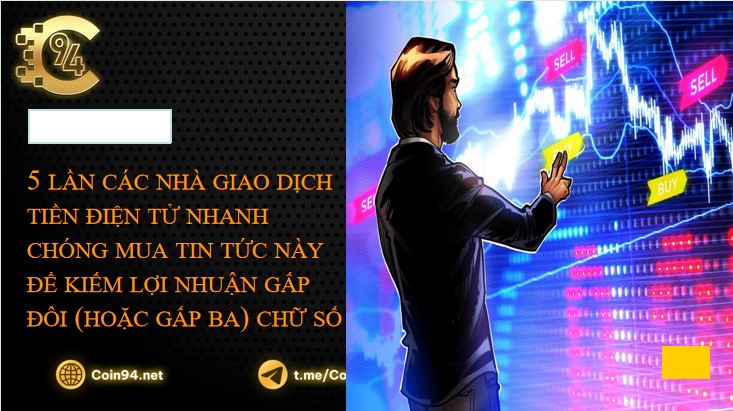 94
5 LẦN CÁC NHÀ GIAO DỊCH
TIỀN ĐIỆN TỬ NHANH
CHÓNG MUA TIN TỨC NÀY
ĐỂ KIẾM LỢI NHUẬN GẤP
ĐÔI (HOẶC GẤP BA) CHỮ SỐ
Coin94.net
t.me/Co
SELL
SELL
BUY
BUY
SE